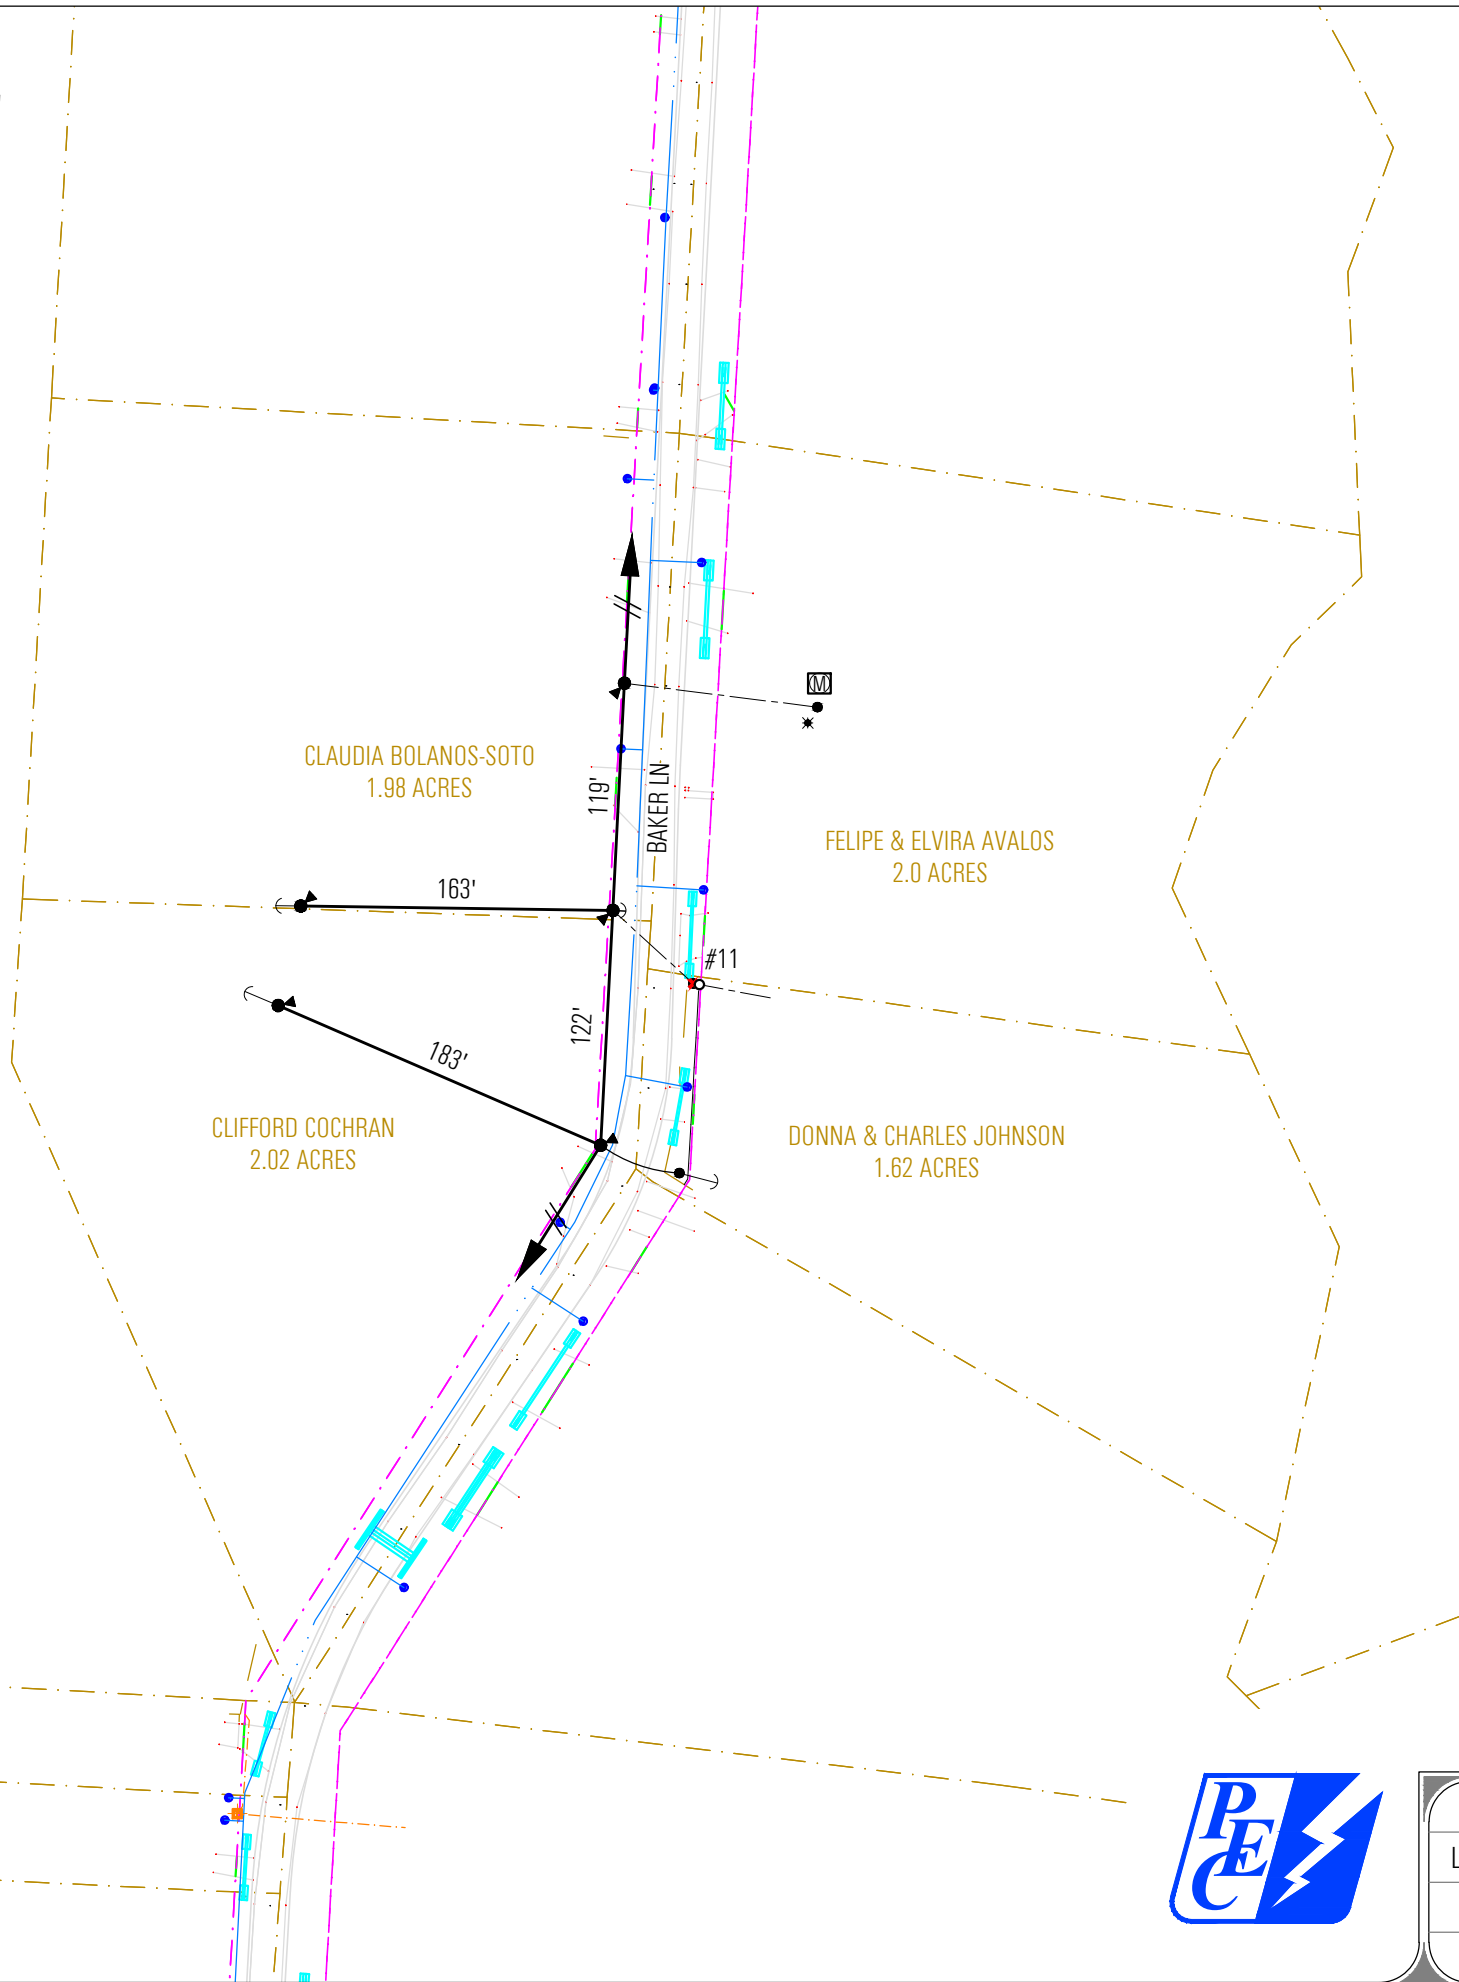 M
CLAUDIA BOLANOS-SOTO
1.98 ACRES
119'
BAKER LN
FELIPE & ELVIRA AVALOS
2.0 ACRES
163'
#11
122'
183'
CLIFFORD COCHRAN
2.02 ACRES
DONNA & CHARLES JOHNSON
1.62 ACRES
PEC
L